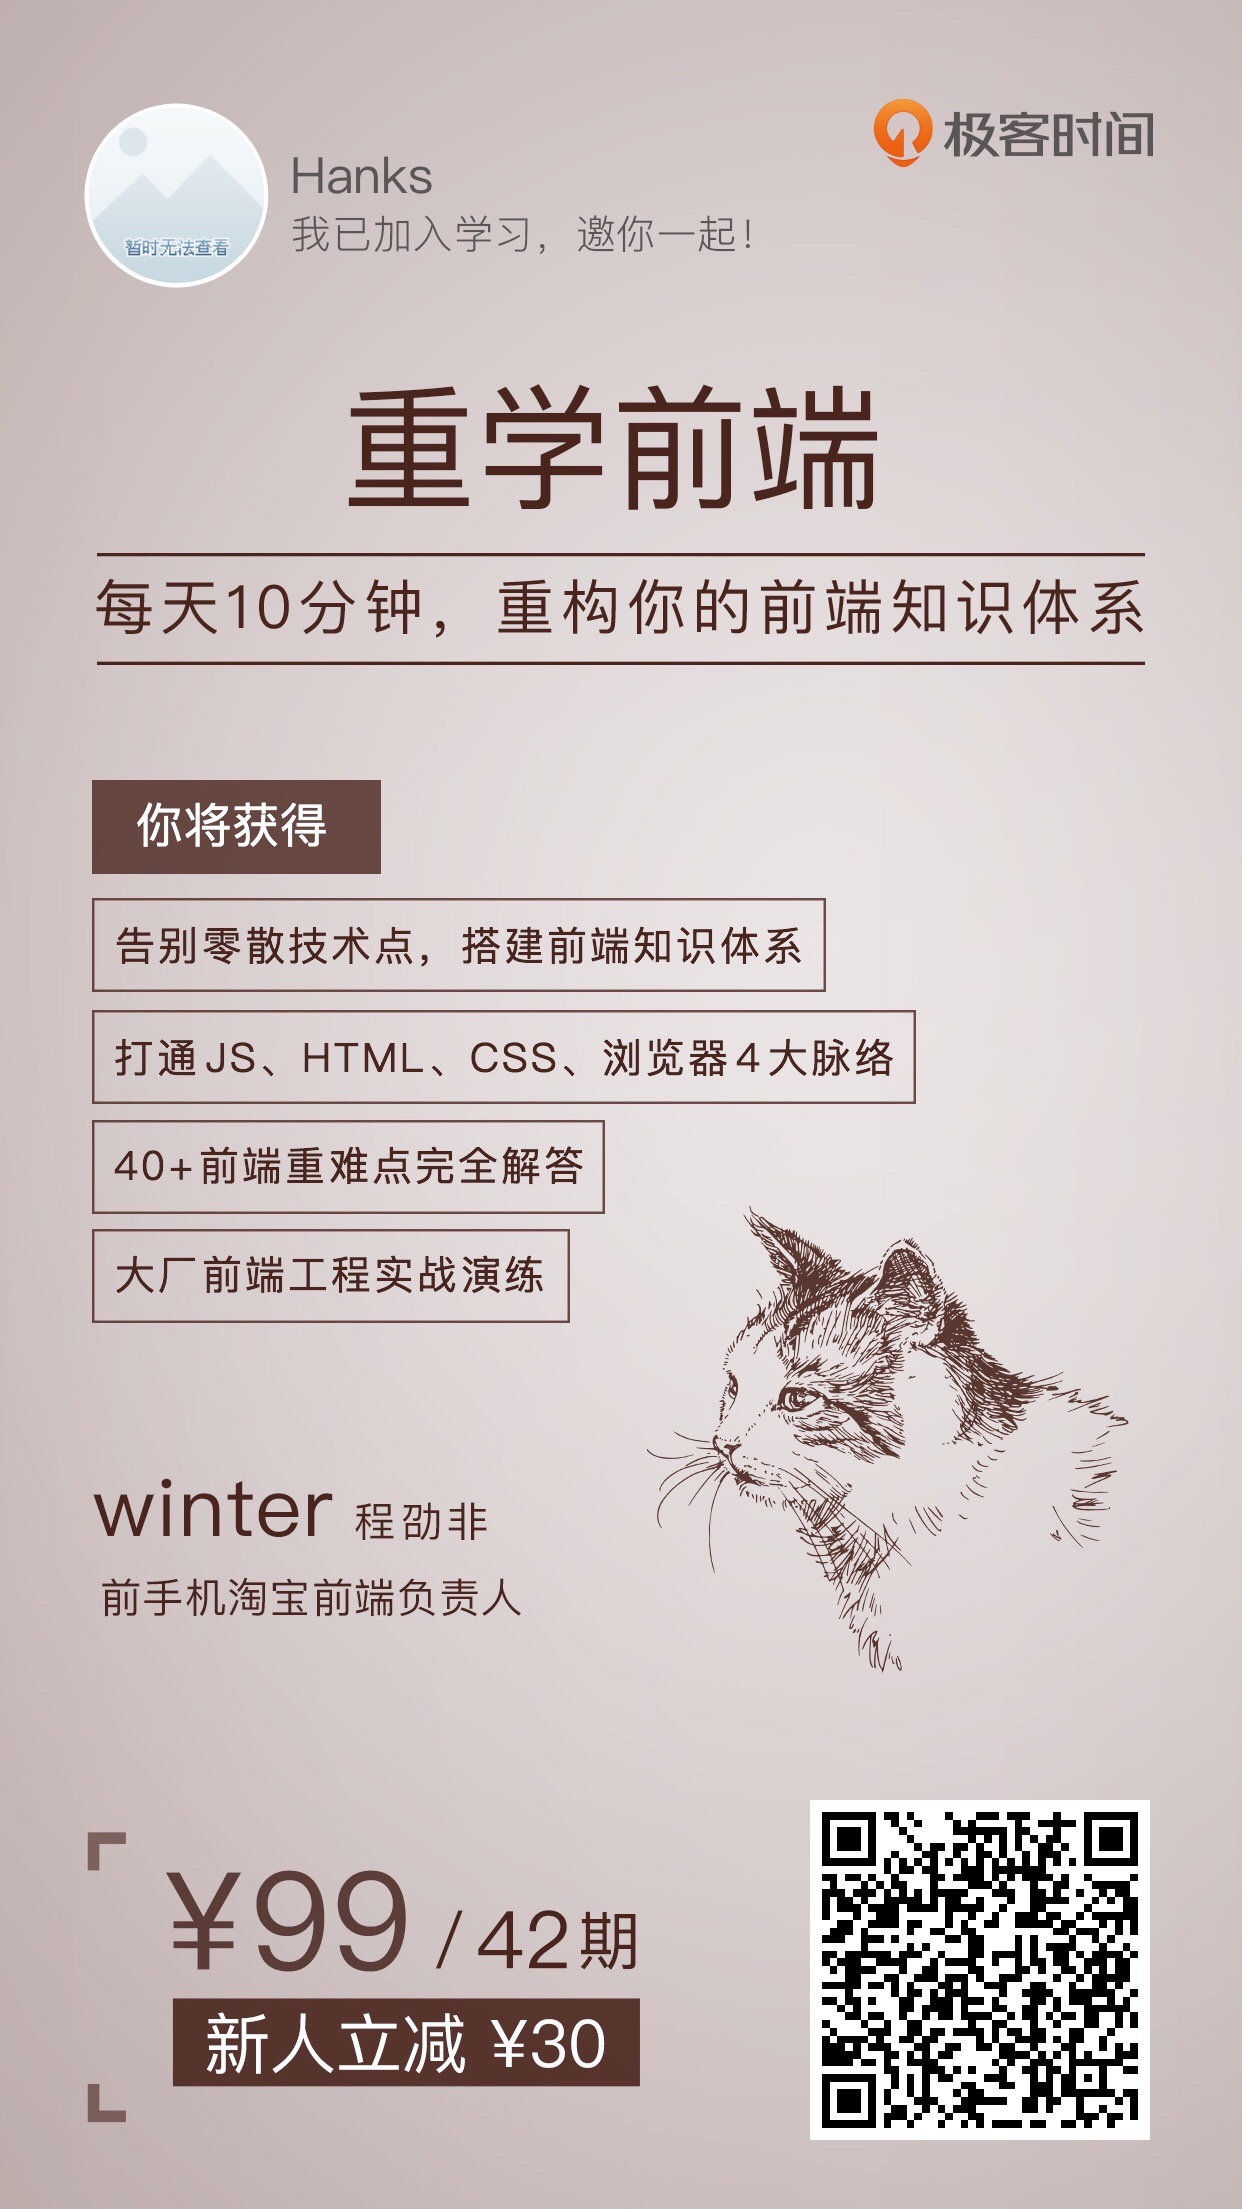 极客时间
Hanks
我已加入学习，邀你一起！
暂时无法查看
重学前端
每天10分钟，重构你的前端知识体系
你将获得
告别零散技术点，搭建前端知识体系
打通JS、HTML、CSS、浏览器4大脉络
40+前端重难点完全解答
大厂前端工程实战演练
winter 程劭非
前手机淘宝前端负责人
¥99 / 42期
新人立减 ¥30